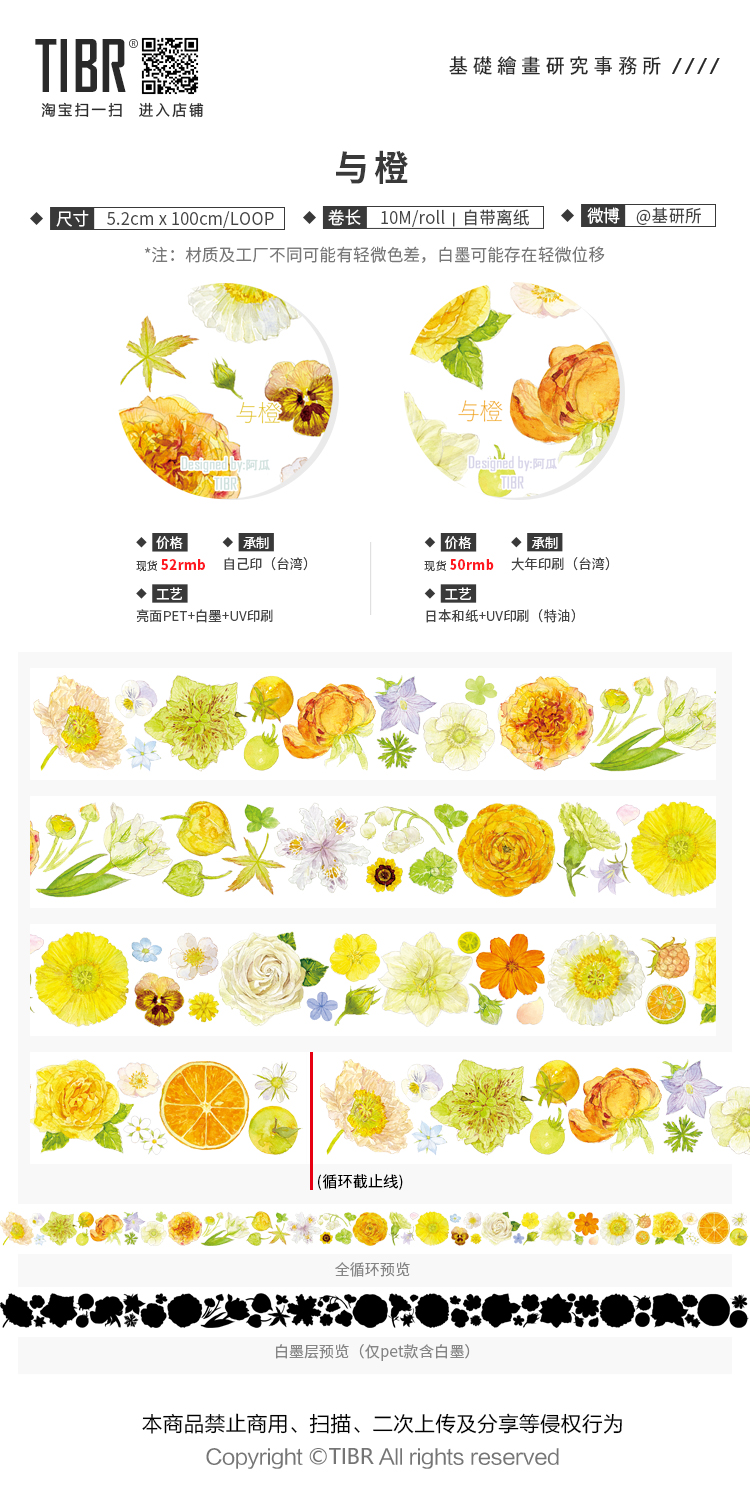 TIBR®
淘宝扫一扫 进入店铺
基礎繪畫研究事務所 ////
与橙
◆ 尺寸 5.2cm x 100cm/LOOP
◆ 卷长 10M/roll | 自带离纸
◆ 微博 @基研所
*注：材质及工厂不同可能有轻微色差，白墨可能存在轻微位移
与橙
Designed by:阿瓜
TIBR
与橙
Designed by:阿瓜
TIBR
◆ 价格
现货 52rmb
◆ 承制
自己印（台湾）
◆ 工艺
亮面PET+白墨+UV印刷
◆ 价格
现货 50rmb
◆ 承制
大年印刷（台湾）
◆ 工艺
日本和纸+UV印刷（特油）
(循环截止线)
全循环预览
白墨层预览（仅pet款含白墨）
本商品禁止商用、扫描、二次上传及分享等侵权行为
Copyright ©TIBR All rights reserved